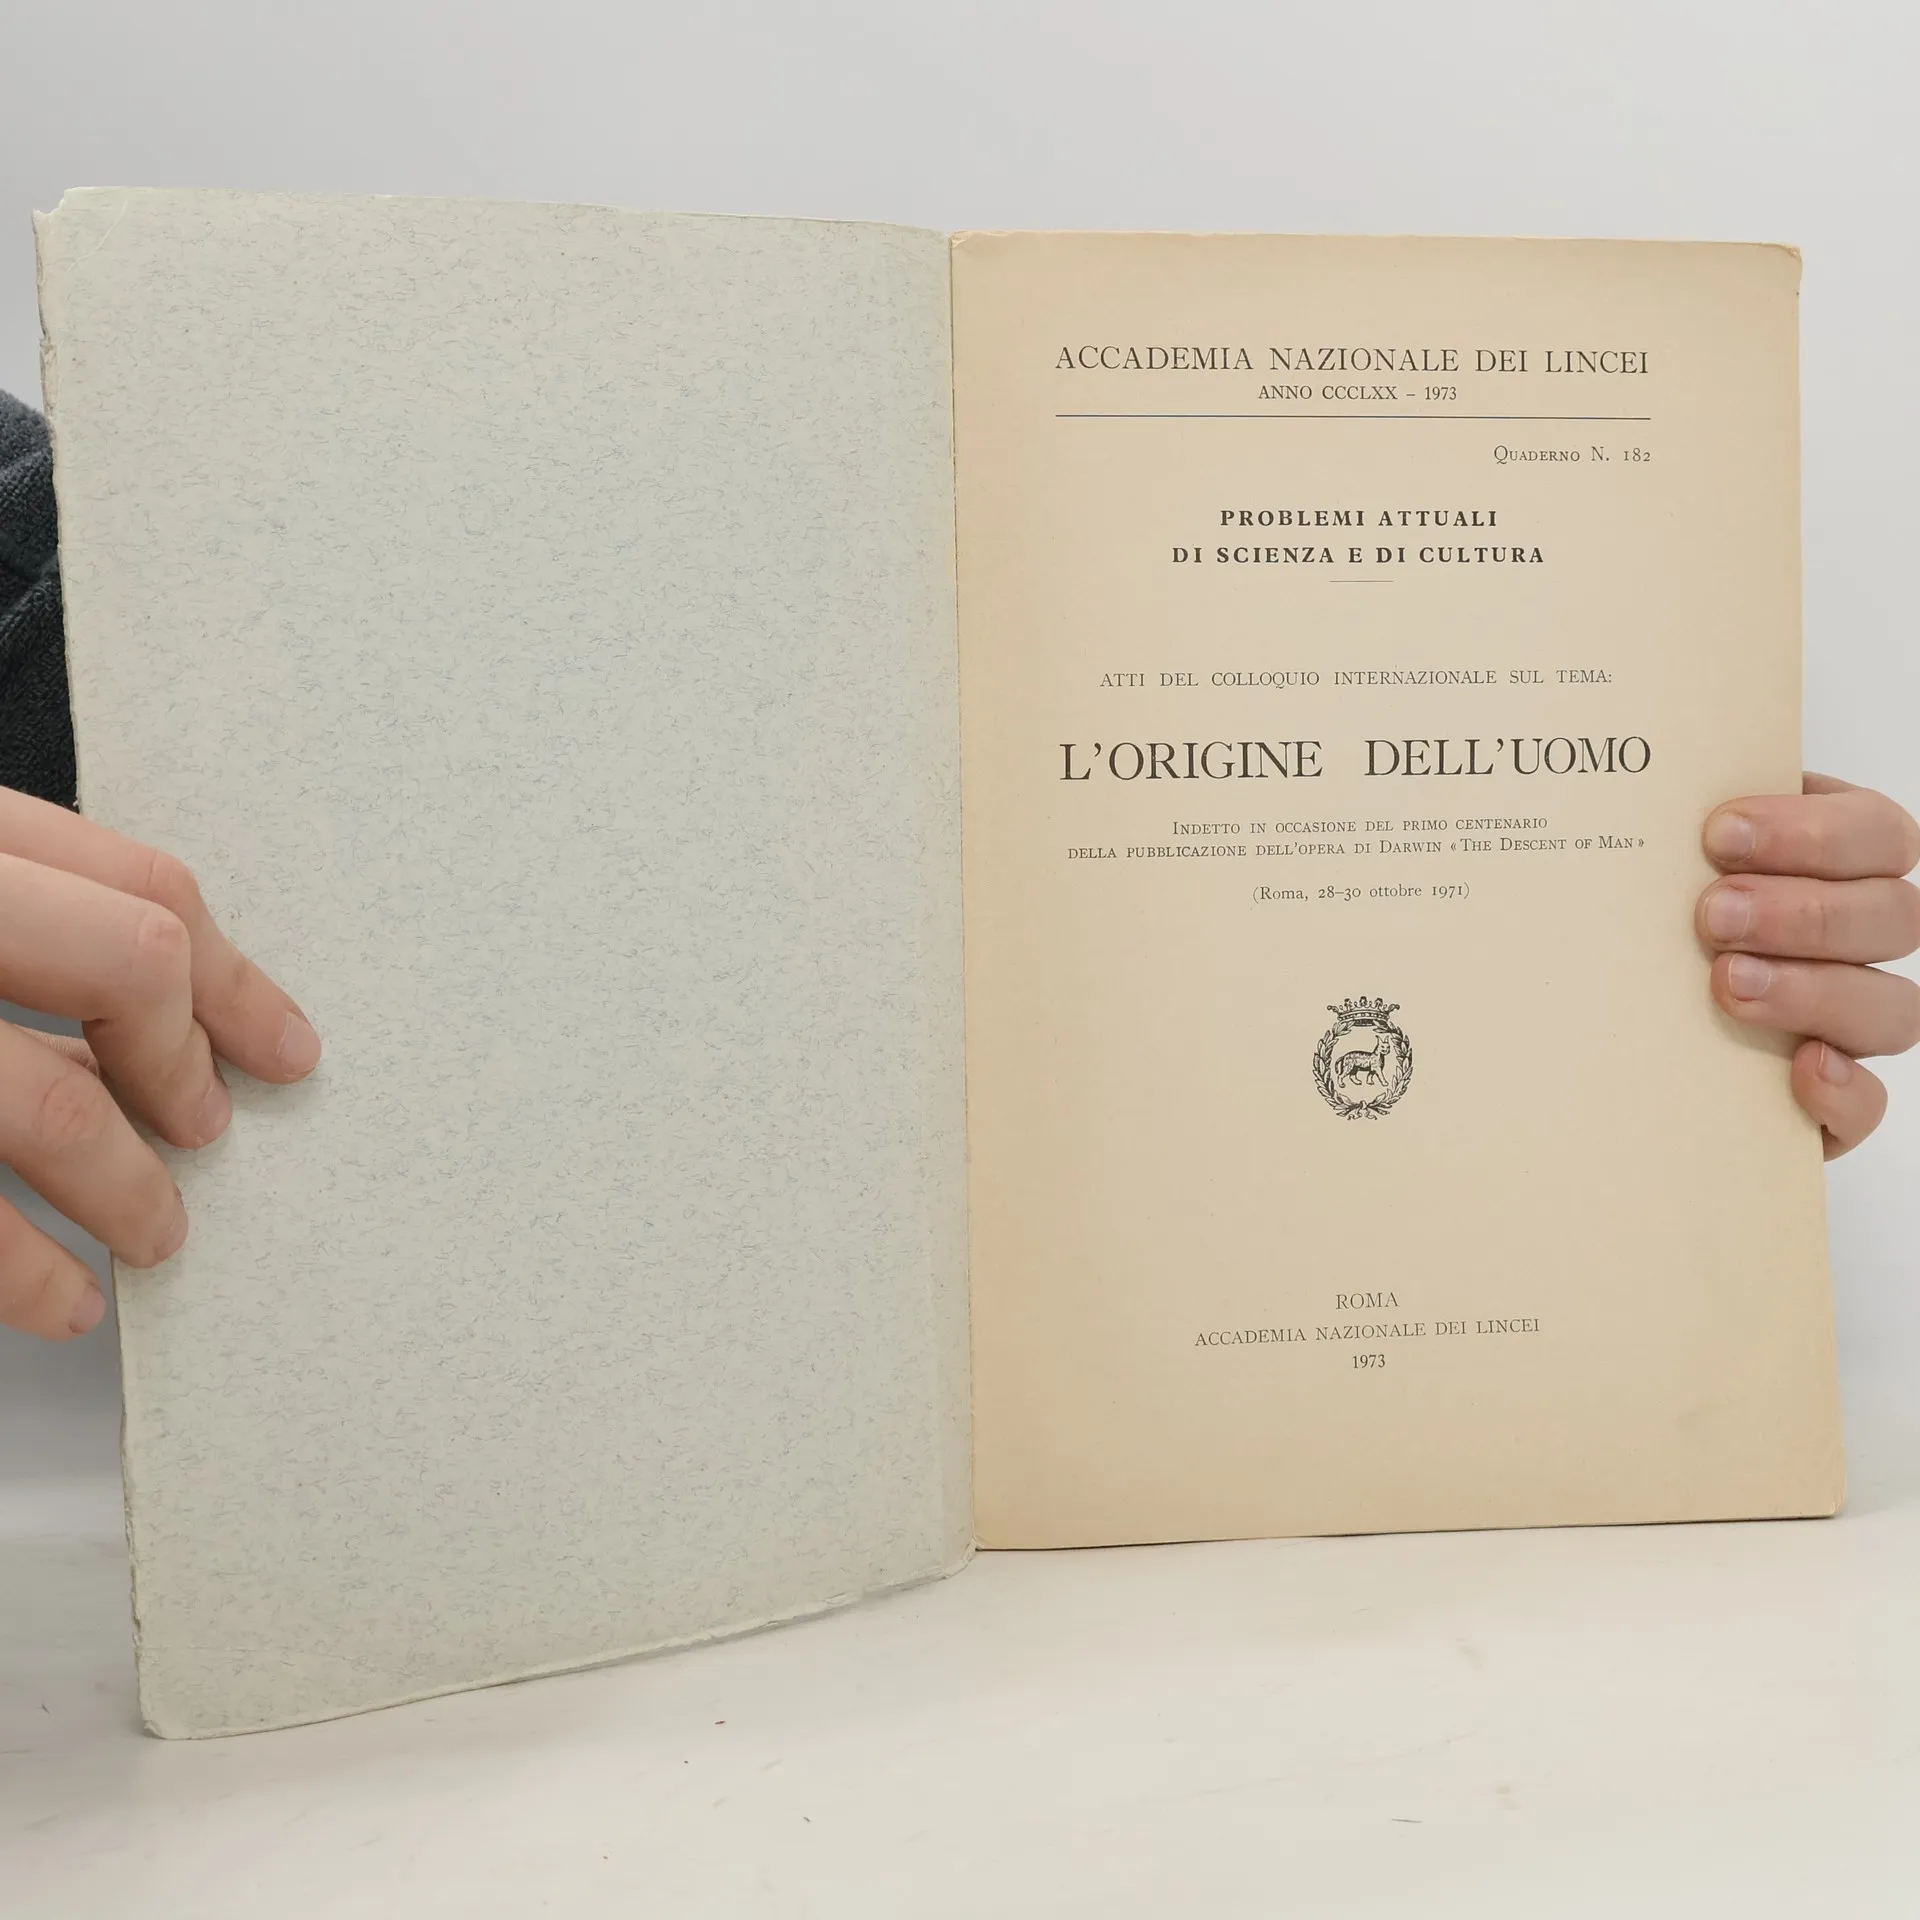 ACCADEMIA NAZIONALE DEI LINCEI
ANNO CCCLXX – 1973
QUADERNO N. 182
PROBLEMI ATTUALI
DI SCIENZA E DI CULTURA
ATTI DEL COLLOQUIO INTERNAZIONALE SUL TEMA:
L'ORIGINE DELL'UOMO
INDETTO IN OCCASIONE DEL PRIMO CENTENARIO
DELLA PUBBLICAZIONE DELL'OPERA DI DARWIN «THE DESCENT OF MAN»
(Roma, 28–30 ottobre 1971)
ROMA
ACCADEMIA NAZIONALE DEI LINCEI
1973